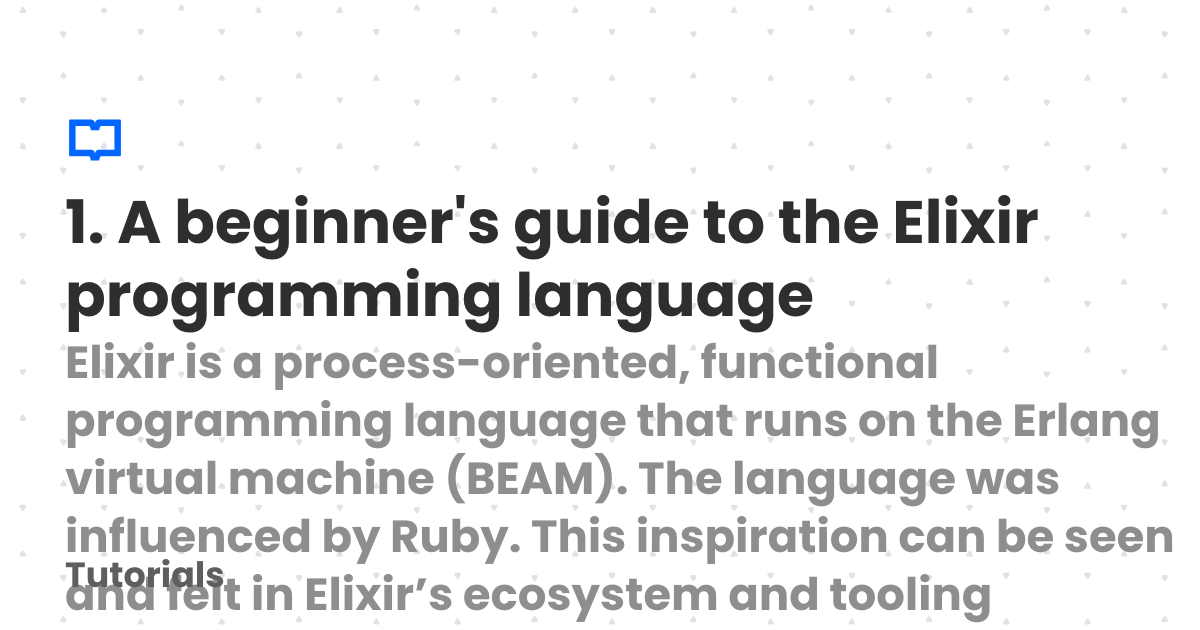 1. A beginner's guide to the Elixir
programming language
Elixir is a process-oriented, functional
programming language that runs on the Erlang
virtual machine (BEAM). The language was
influenced by Ruby. This inspiration can be seen
Tutorials
and felt in Elixir’s ecosystem and tooling